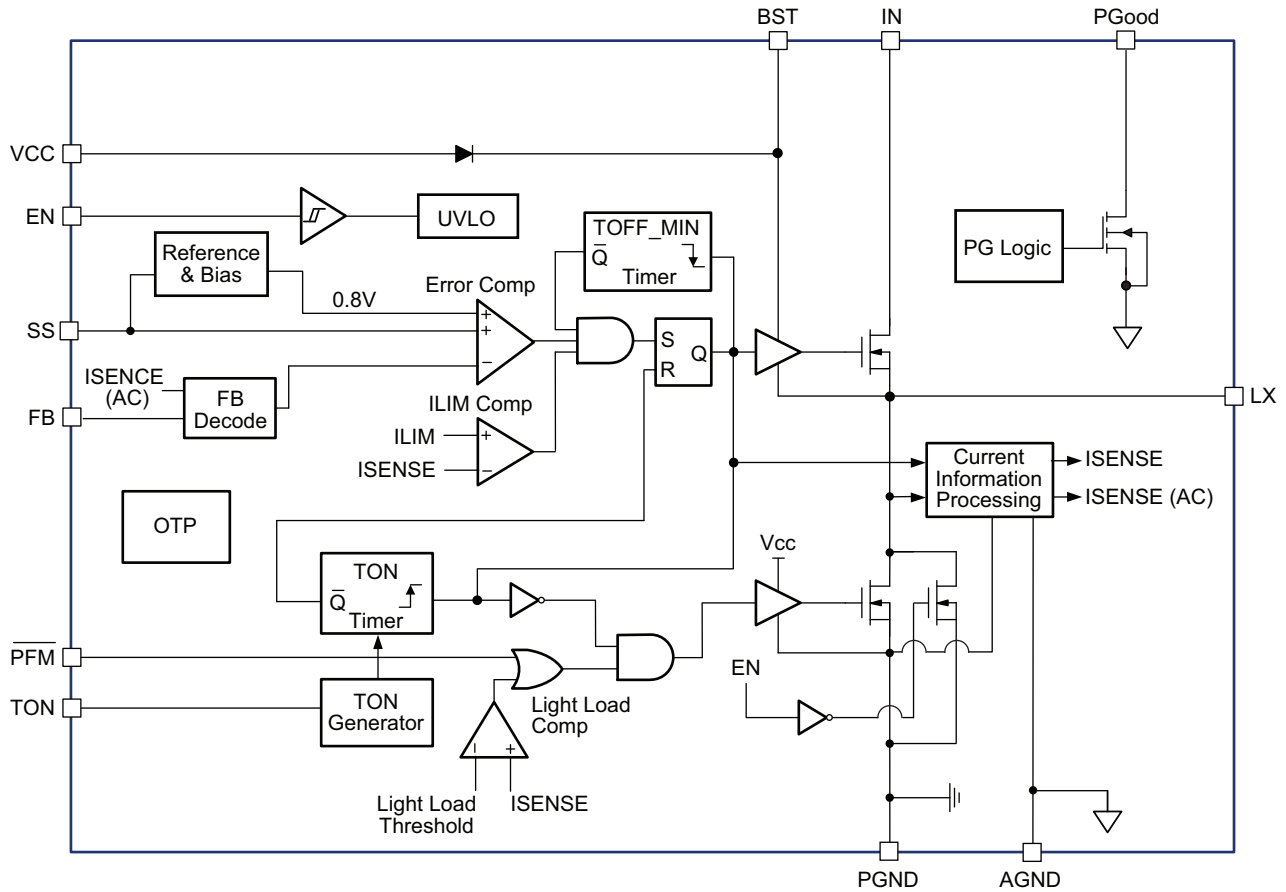 BST
IN
PGood
VCC
EN
UVLO
TOFF_MIN
Q̅
Timer
PG Logic
Reference
& Bias
Error Comp
0.8V
+
+
−
SS
S
Q
R
ISENCE
(AC)
FB
Decode
FB
ILIM Comp
ILIM
+
ISENSE
−
LX
Current
Information
Processing
ISENSE
ISENSE (AC)
OTP
Vcc
TON
Q̅
Timer
P̅F̅M̅
EN
TON
TON
Generator
Light Load
Comp
−
+
Light Load
Threshold
ISENSE
PGND
AGND